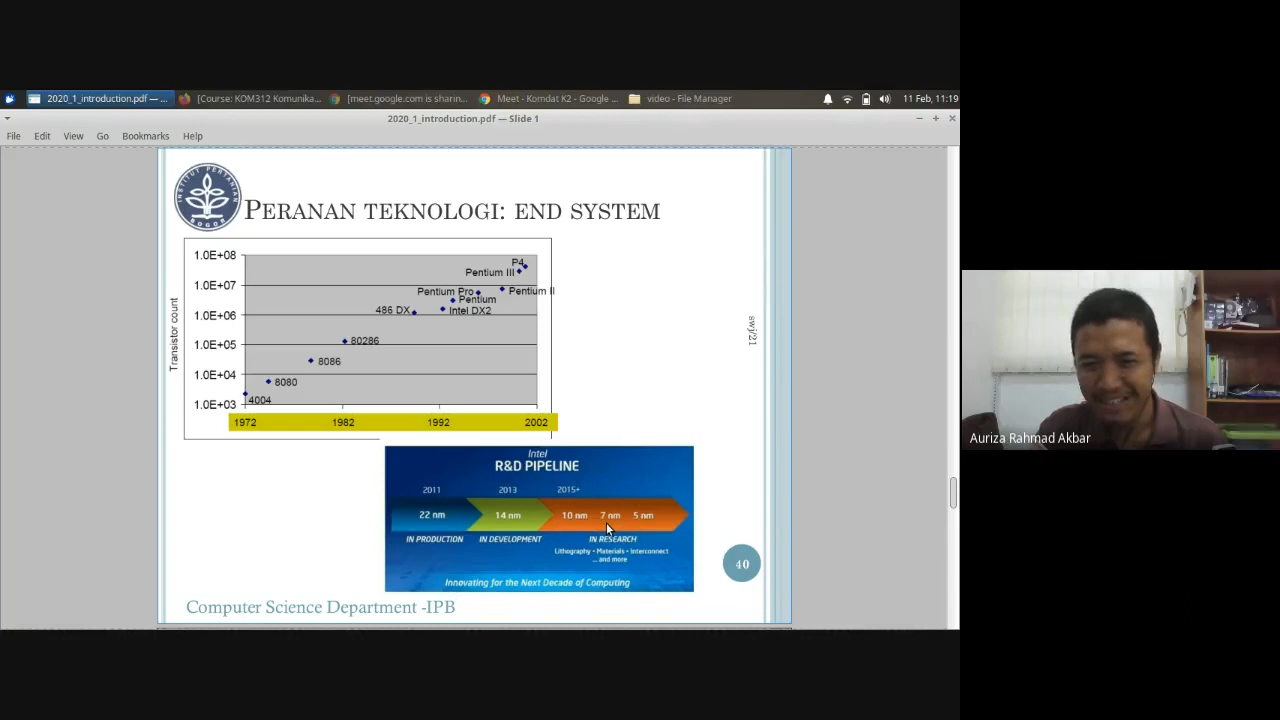 2020_1_introduction.pdf — ...
[Course: KOM312 Komunika...
[meet.google.com is sharin...
Meet - Komdat K2 - Google ...
video - File Manager
11 Feb, 11:19
2020_1_introduction.pdf — Slide 1
File Edit View Go Bookmarks Help
INSTITUT PERTANIAN
BOGOR
PERANAN TEKNOLOGI: END SYSTEM
Transistor count
1.0E+08
1.0E+07
1.0E+06
1.0E+05
1.0E+04
1.0E+03
P4
Pentium III
Pentium Pro
Pentium II
Pentium
486 DX
Intel DX2
80286
8086
8080
4004
1972 1982 1992 2002
swj/21
Intel
R&D PIPELINE
2011 2013 2015+
22 nm 14 nm 10 nm 7 nm 5 nm
IN PRODUCTION IN DEVELOPMENT IN RESEARCH
Lithography • Materials • Interconnect
... and more
Innovating for the Next Decade of Computing
40
Computer Science Department -IPB
Auriza Rahmad Akbar